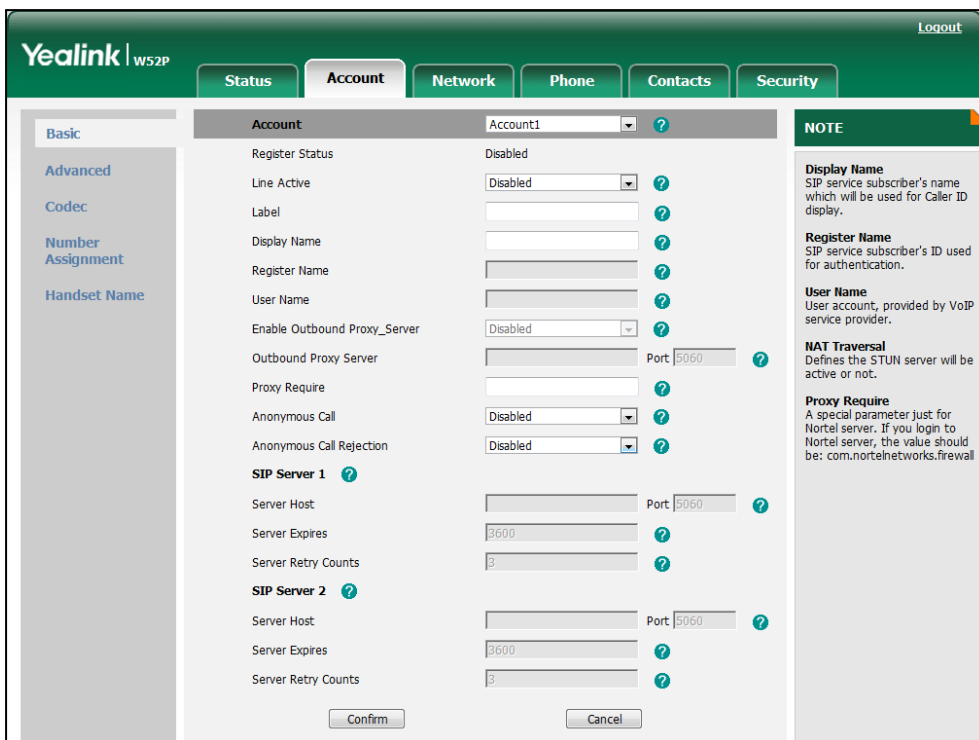 Logout
Yealink | W52P
Status Account Network Phone Contacts Security
Basic
Advanced
Codec
Number
Assignment
Handset Name
Account Account1 ?
Register Status Disabled
Line Active Disabled ?
Label ?
Display Name ?
Register Name ?
User Name ?
Enable Outbound Proxy_Server Disabled ?
Outbound Proxy Server Port 5060 ?
Proxy Require ?
Anonymous Call Disabled ?
Anonymous Call Rejection Disabled ?
SIP Server 1 ?
Server Host Port 5060 ?
Server Expires 3600 ?
Server Retry Counts 3 ?
SIP Server 2 ?
Server Host Port 5060 ?
Server Expires 3600 ?
Server Retry Counts 3 ?
Confirm Cancel
NOTE
Display Name
SIP service subscriber's name
which will be used for Caller ID
display.
Register Name
SIP service subscriber's ID used
for authentication.
User Name
User account, provided by VoIP
service provider.
NAT Traversal
Defines the STUN server will be
active or not.
Proxy Require
A special parameter just for
Nortel server. If you login to
Nortel server, the value should
be: com.nortelnetworks.firewall